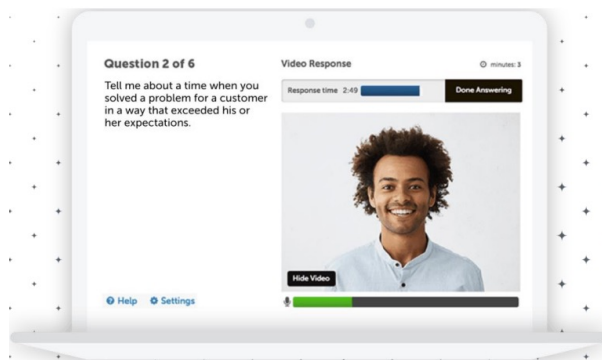 Question 2 of 6
Tell me about a time when you
solved a problem for a customer
in a way that exceeded his or
her expectations.
Video Response
minutes: 3
Response time 2:49
Done Answering
Hide Video
Help
Settings